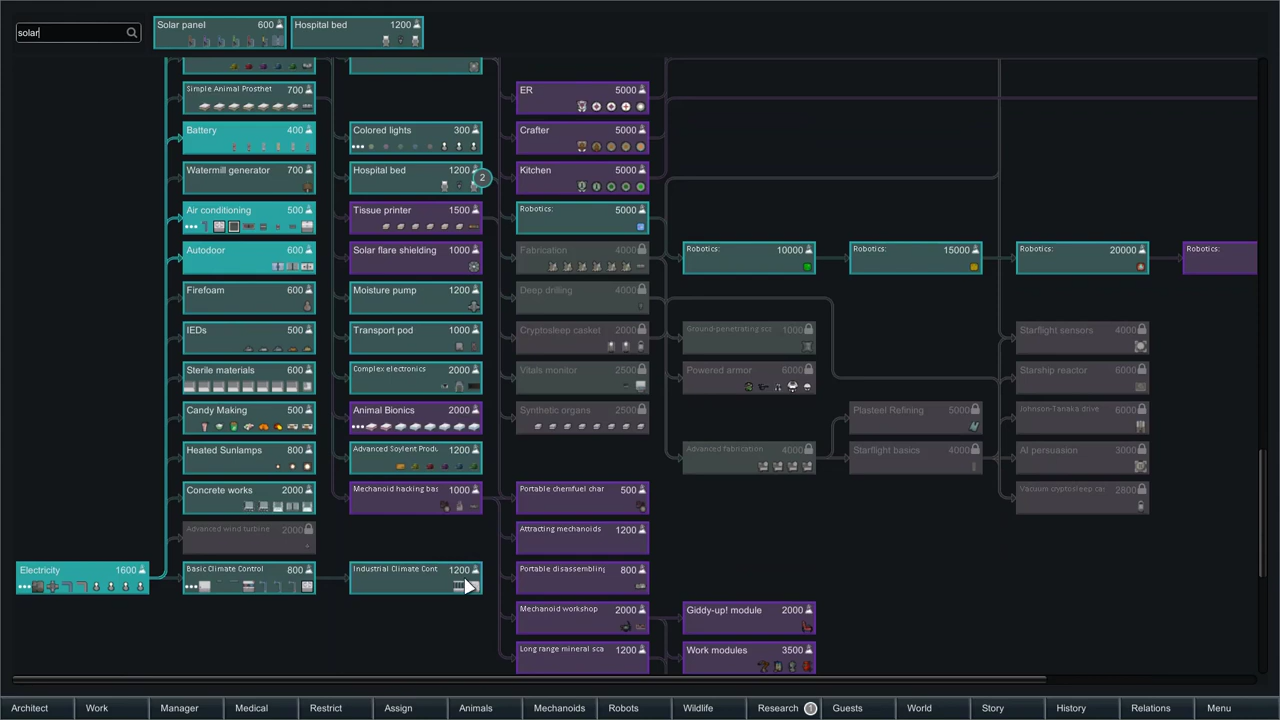 solar
Solar panel 600
Hospital bed 1200
Simple Animal Prosthet 700
ER 5000
Battery 400
Colored lights 300
Crafter 5000
Watermill generator 700
Hospital bed 1200
2
Kitchen 5000
Air conditioning 500
Tissue printer 1500
Robotics: 5000
Autodoor 600
Solar flare shielding 1000
Fabrication 4000
Robotics: 10000
Robotics: 15000
Robotics: 20000
Robotics:
Firefoam 600
Moisture pump 1200
Deep drilling 4000
IEDs 500
Transport pod 1000
Cryptosleep casket 2000
Ground-penetrating sca 1000
Starflight sensors 4000
Sterile materials 600
Complex electronics 2000
Vitals monitor 2500
Powered armor 6000
Starship reactor 4000
Candy Making 500
Animal Bionics 2000
Synthetic organs 2500
Plasteel Refining 5000
Johnson-Tanaka drive 6000
Heated Sunlamps 600
Advanced Soylent Produ 1200
Advanced fabrication 4000
Starflight basics 4000
AI persuasion 3000
Concrete works 2000
Mechanoid hacking bas 1000
Portable chemfuel char 500
Vacuum cryptosleep ca 2800
Advanced wind turbine 2000
Attracting mechanoids 1200
Electricity 1600
Basic Climate Control 800
Industrial Climate Cont 1200
Portable disassembling 800
Mechanoid workshop 2000
Giddy-up! module 2000
Long range mineral sca 1200
Work modules 3500
Architect Work Manager Medical Restrict Assign Animals Mechanoids Robots Wildlife Research 1 Guests World Story History Relations Menu